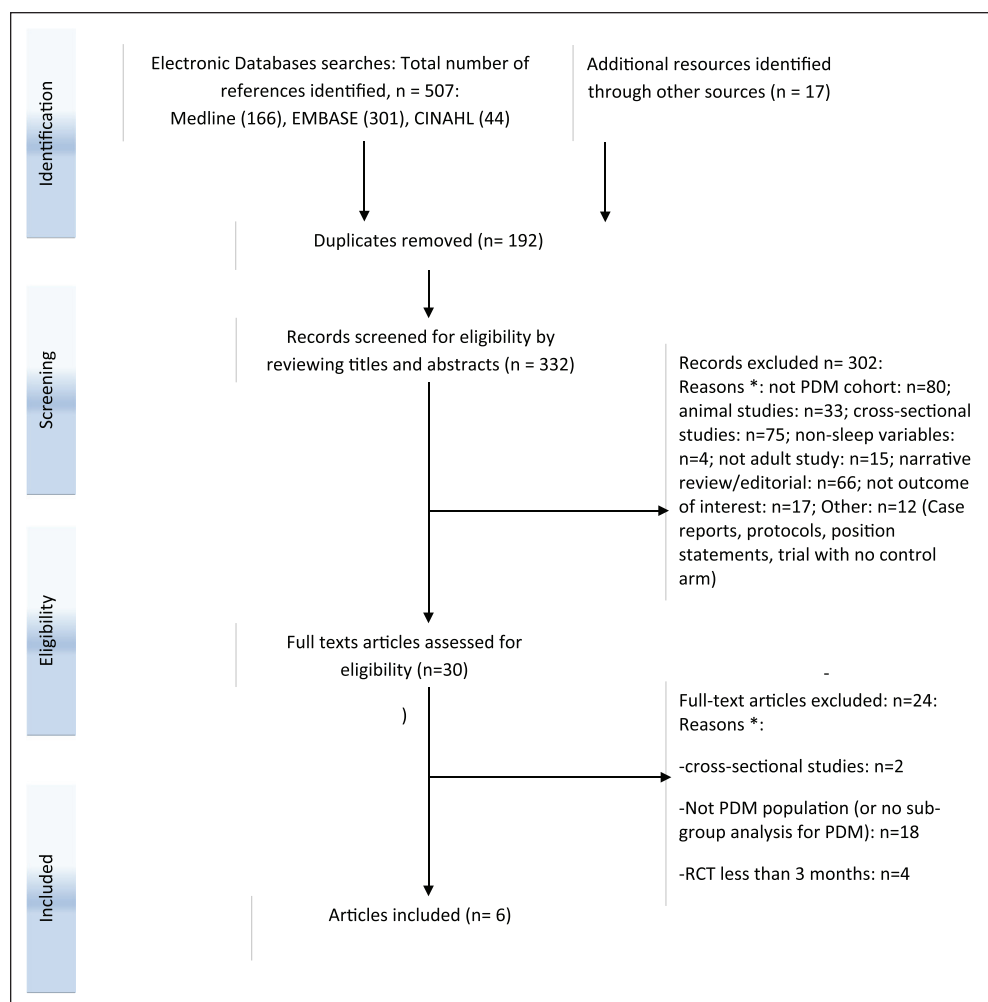 Identification
Electronic Databases searches: Total number of
references identified, n = 507:
Medline (166), EMBASE (301), CINAHL (44)
Additional resources identified
through other sources (n = 17)
Duplicates removed (n= 192)
Screening
Records screened for eligibility by
reviewing titles and abstracts (n = 332)
Records excluded n= 302:
Reasons *: not PDM cohort: n=80;
animal studies: n=33; cross-sectional
studies: n=75; non-sleep variables:
n=4; not adult study: n=15; narrative
review/editorial: n=66; not outcome
of interest: n=17; Other: n=12 (Case
reports, protocols, position
statements, trial with no control
arm)
Eligibility
Full texts articles assessed for
eligibility (n=30)
)
-
Full-text articles excluded: n=24:
Reasons *:
-cross-sectional studies: n=2
-Not PDM population (or no sub-
group analysis for PDM): n=18
-RCT less than 3 months: n=4
Included
Articles included (n= 6)